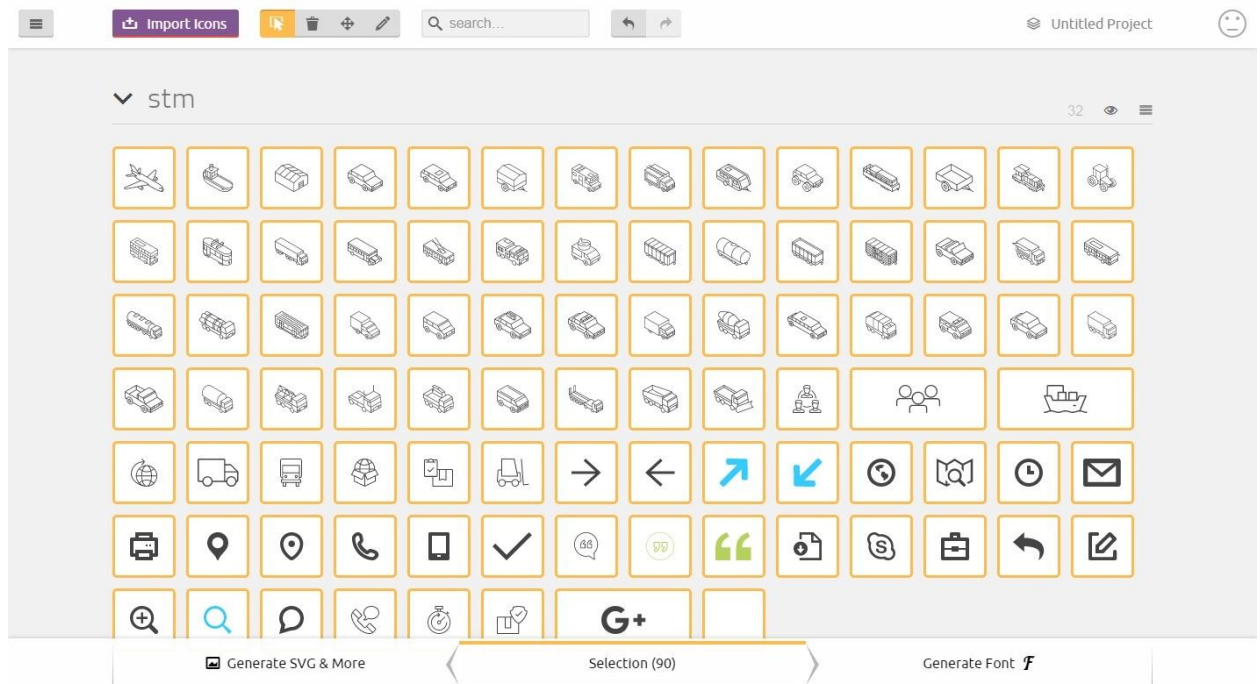 Import Icons
search...
Untitled Project
stm
32
G+
Generate SVG & More
Selection (90)
Generate Font F